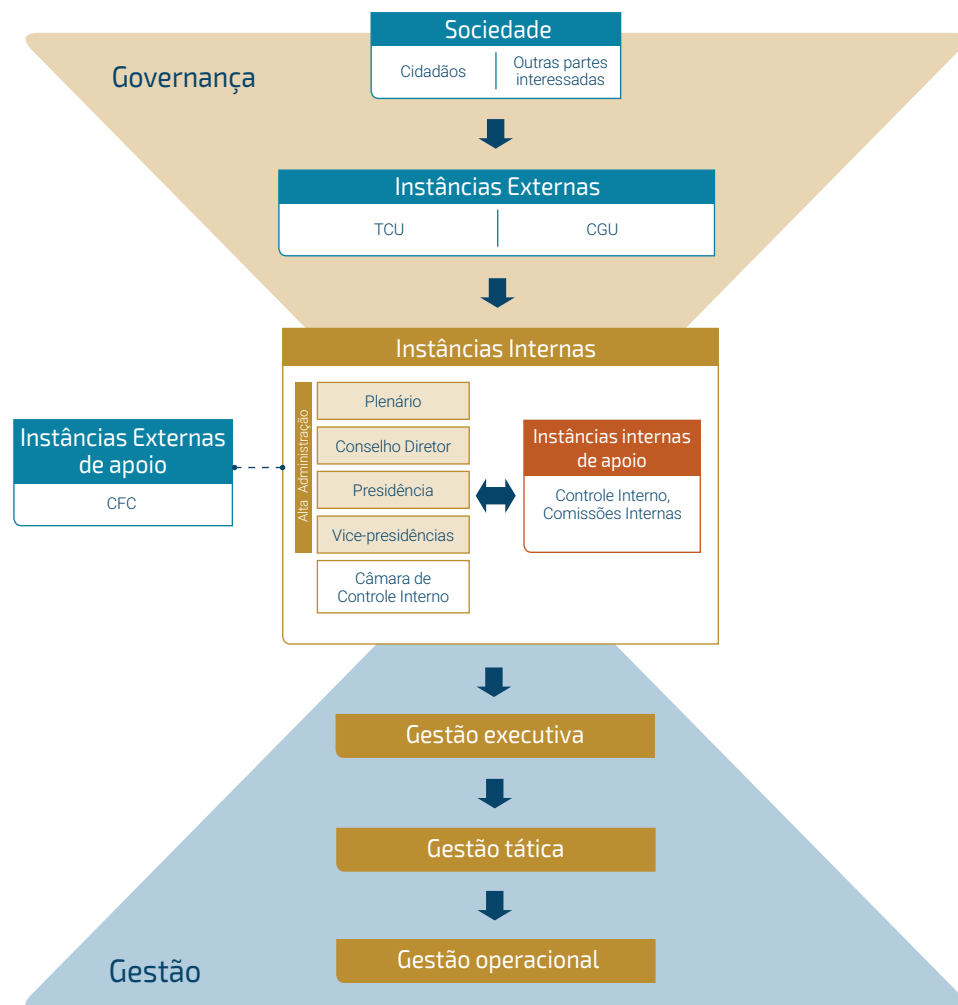 Sociedade
Cidadãos
Outras partes
interessadas
Governança
Instâncias Externas
TCU
CGU
Instâncias Internas
Alta Administração
Plenário
Conselho Diretor
Presidência
Vice-presidências
Câmara de
Controle Interno
Instâncias internas
de apoio
Controle Interno,
Comissões Internas
Instâncias Externas
de apoio
CFC
Gestão executiva
Gestão tática
Gestão operacional
Gestão